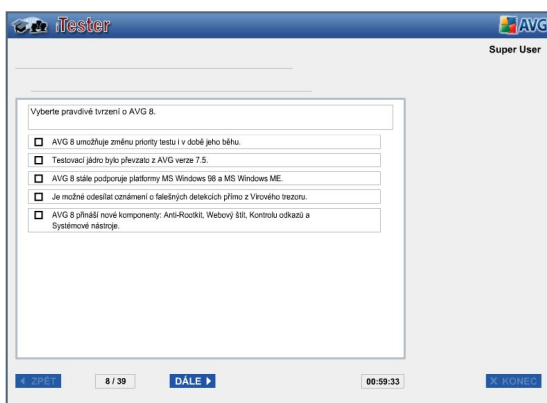 iTester
AVG
Super User
Vyberte pravdivé tvrzení o AVG 8.
AVG 8 umožňuje změnu priority testu i v době jeho běhu.
Testovací jádro bylo převzato z AVG verze 7.5.
AVG 8 stále podporuje platformy MS Windows 98 a MS Windows ME.
Je možné odesílat oznámení o falešných detekcích přímo z Virového trezoru.
AVG 8 přináší nové komponenty: Anti-Rootkit, Webový štít, Kontrolu odkazů a
Systémové nástroje.
ZPĚT
8 / 39
DÁLE
00:59:33
X KONEC